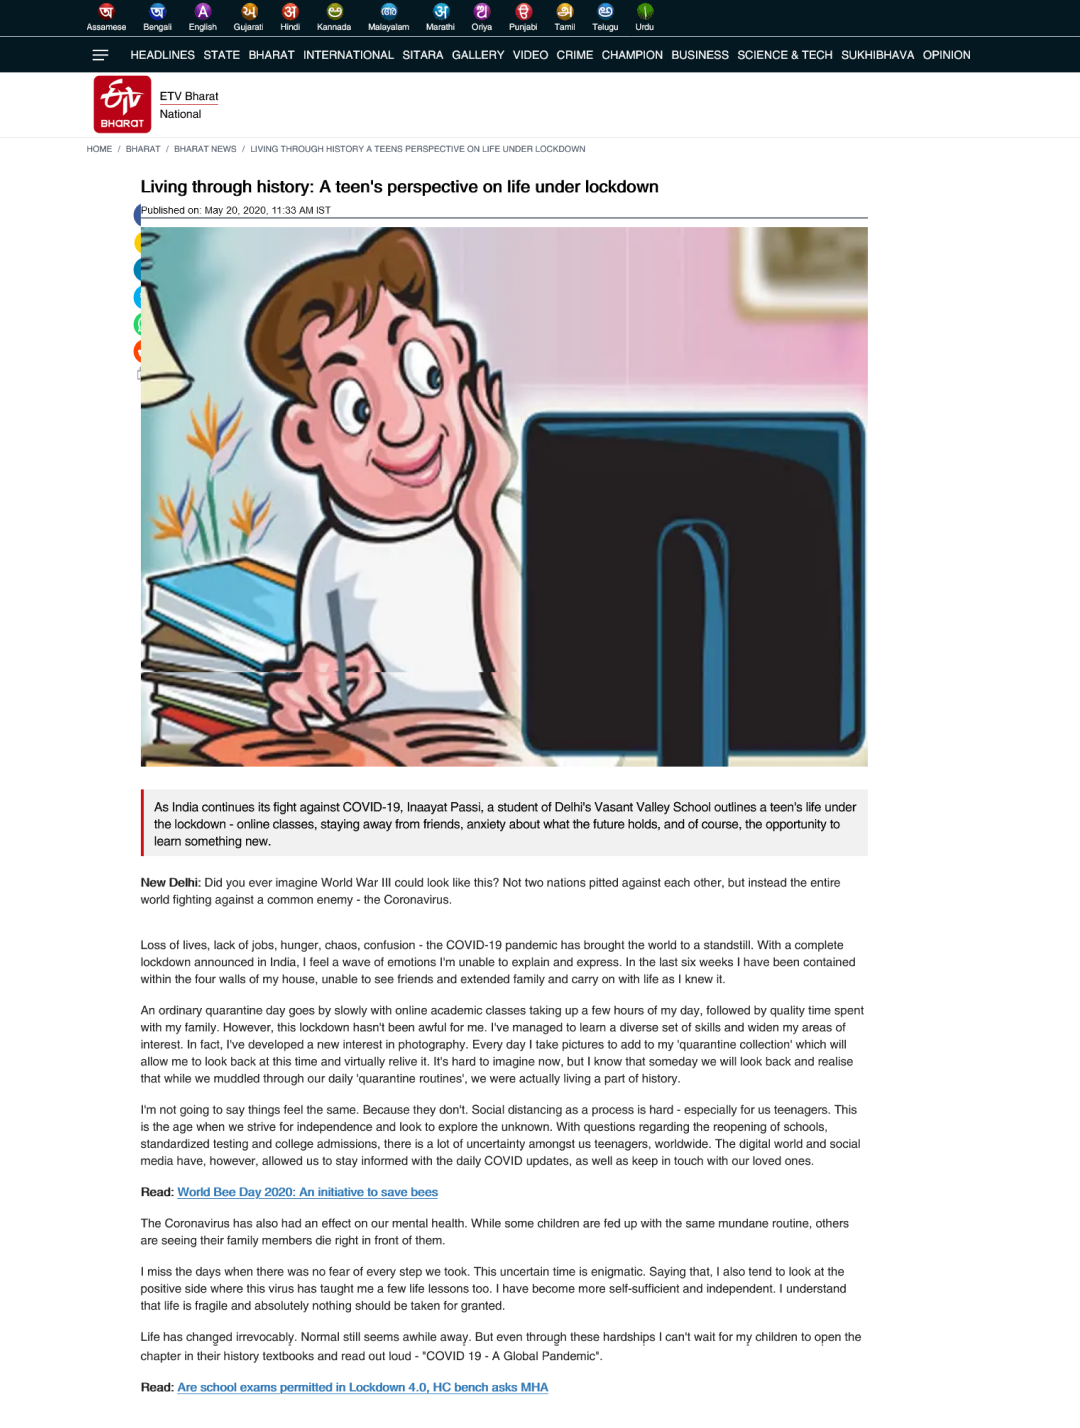 অ অ A અ अ ಅ അ अ ଅ ੳ அ అ
Assamese Bengali English Gujarati Hindi Kannada Malayalam Marathi Oriya Punjabi Tamil Telugu Urdu
HEADLINES STATE BHARAT INTERNATIONAL SITARA GALLERY VIDEO CRIME CHAMPION BUSINESS SCIENCE & TECH SUKHIBHAVA OPINION
ETV BHARAT
ETV Bharat
National
HOME / BHARAT / BHARAT NEWS / LIVING THROUGH HISTORY A TEENS PERSPECTIVE ON LIFE UNDER LOCKDOWN
Living through history: A teen's perspective on life under lockdown
Published on: May 20, 2020, 11:33 AM IST
As India continues its fight against COVID-19, Inaayat Passi, a student of Delhi's Vasant Valley School outlines a teen's life under
the lockdown - online classes, staying away from friends, anxiety about what the future holds, and of course, the opportunity to
learn something new.
New Delhi: Did you ever imagine World War III could look like this? Not two nations pitted against each other, but instead the entire
world fighting against a common enemy - the Coronavirus.
Loss of lives, lack of jobs, hunger, chaos, confusion - the COVID-19 pandemic has brought the world to a standstill. With a complete
lockdown announced in India, I feel a wave of emotions I'm unable to explain and express. In the last six weeks I have been contained
within the four walls of my house, unable to see friends and extended family and carry on with life as I knew it.
An ordinary quarantine day goes by slowly with online academic classes taking up a few hours of my day, followed by quality time spent
with my family. However, this lockdown hasn't been awful for me. I've managed to learn a diverse set of skills and widen my areas of
interest. In fact, I've developed a new interest in photography. Every day I take pictures to add to my 'quarantine collection' which will
allow me to look back at this time and virtually relive it. It's hard to imagine now, but I know that someday we will look back and realise
that while we muddled through our daily 'quarantine routines', we were actually living a part of history.
I'm not going to say things feel the same. Because they don't. Social distancing as a process is hard - especially for us teenagers. This
is the age when we strive for independence and look to explore the unknown. With questions regarding the reopening of schools,
standardized testing and college admissions, there is a lot of uncertainty amongst us teenagers, worldwide. The digital world and social
media have, however, allowed us to stay informed with the daily COVID updates, as well as keep in touch with our loved ones.
Read: World Bee Day 2020: An initiative to save bees
The Coronavirus has also had an effect on our mental health. While some children are fed up with the same mundane routine, others
are seeing their family members die right in front of them.
I miss the days when there was no fear of every step we took. This uncertain time is enigmatic. Saying that, I also tend to look at the
positive side where this virus has taught me a few life lessons too. I have become more self-sufficient and independent. I understand
that life is fragile and absolutely nothing should be taken for granted.
Life has changed irrevocably. Normal still seems awhile away. But even through these hardships I can't wait for my children to open the
chapter in their history textbooks and read out loud - "COVID 19 - A Global Pandemic".
Read: Are school exams permitted in Lockdown 4.0, HC bench asks MHA